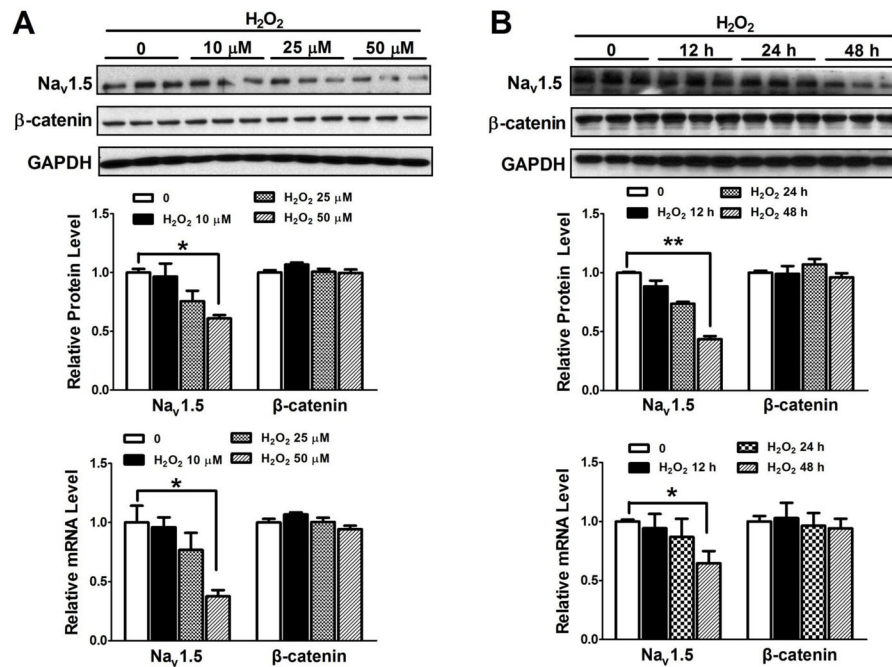 A
H₂O₂
0 10 μM 25 μM 50 μM
Naᵥ1.5
β-catenin
GAPDH
0 H₂O₂ 25 μM
H₂O₂ 10 μM H₂O₂ 50 μM
Relative Protein Level
1.5
1.0
0.5
0.0
*
Naᵥ1.5 β-catenin
0 H₂O₂ 25 μM
H₂O₂ 10 μM H₂O₂ 50 μM
Relative mRNA Level
1.5
1.0
0.5
0.0
*
Naᵥ1.5 β-catenin
B
H₂O₂
0 12 h 24 h 48 h
Naᵥ1.5
β-catenin
GAPDH
0 H₂O₂ 24 h
H₂O₂ 12 h H₂O₂ 48 h
Relative Protein Level
1.5
1.0
0.5
0.0
**
Naᵥ1.5 β-catenin
0 H₂O₂ 24 h
H₂O₂ 12 h H₂O₂ 48 h
Relative mRNA Level
1.5
1.0
0.5
0.0
*
Naᵥ1.5 β-catenin